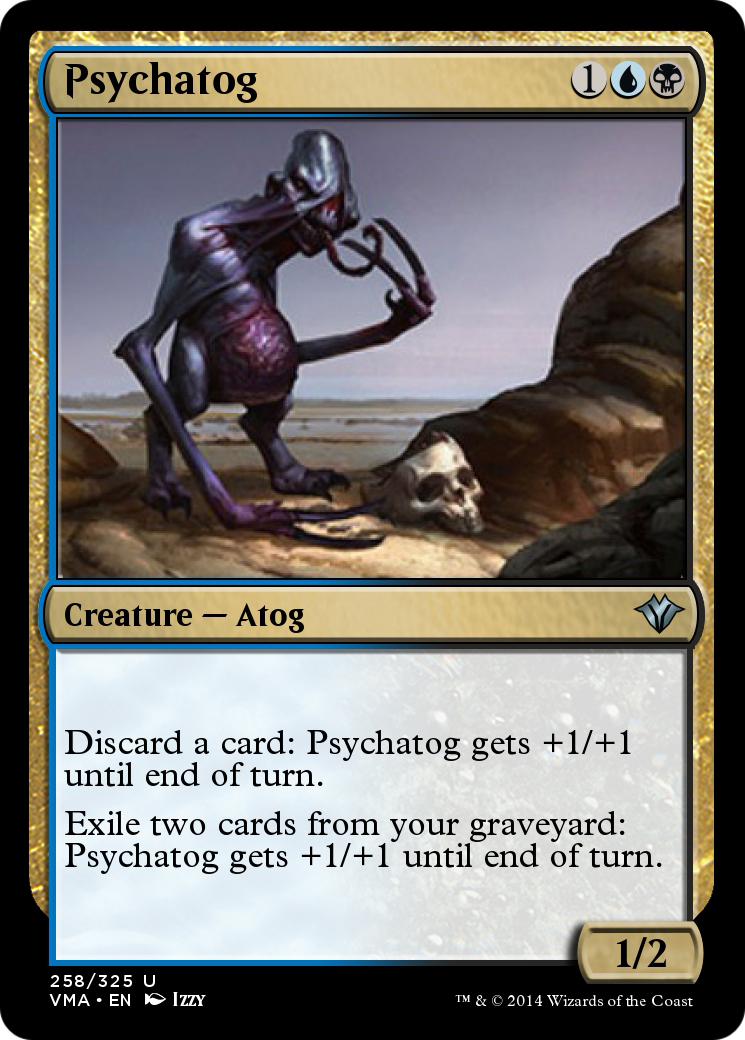 Psychatog
1
Creature — Atog
Discard a card: Psychatog gets +1/+1
until end of turn.
Exile two cards from your graveyard:
Psychatog gets +1/+1 until end of turn.
1/2
258/325 U
VMA • EN Izzy
™ & © 2014 Wizards of the Coast